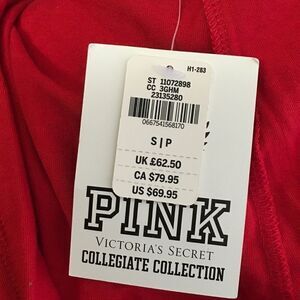 H1-283
ST 11072898
CC 3GHM
23135280
0667541568170
S|P
UK £62.50
CA $79.95
US $69.95
PINK
VICTORIA'S SECRET
COLLEGIATE COLLECTION